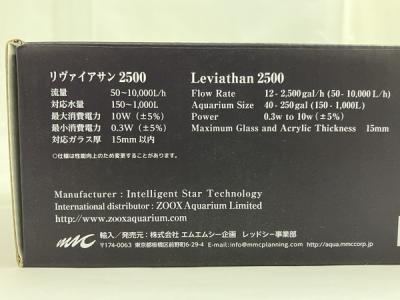 リヴァイアサン 2500
流量 50~10,000L/h
対応水量 150~1,000L
最大消費電力 10W (±5%)
最小消費電力 0.3W (±5%)
対応ガラス厚 15mm 以内
○仕様は性能向上のため変更することがあります。
Leviathan 2500
Flow Rate 12 - 2,500gal/h (50 - 10,000 L/h)
Aquarium Size 40 - 250gal (150 - 1,000L)
Power 0.3w to 10w (±5%)
Maximum Glass and Acrylic Thickness 15mm
Manufacturer : Intelligent Star Technology
International distributor : ZOOX Aquarium Limited
http://www.zooxaquarium.com
mmc 輸入／発売元：株式会社 エムエムシー企画 レッドシー事業部
〒174-0063 東京都板橋区前野町6-29-4 E-mail:info@mmcplanning.com http://aqua.mmccorp.jp